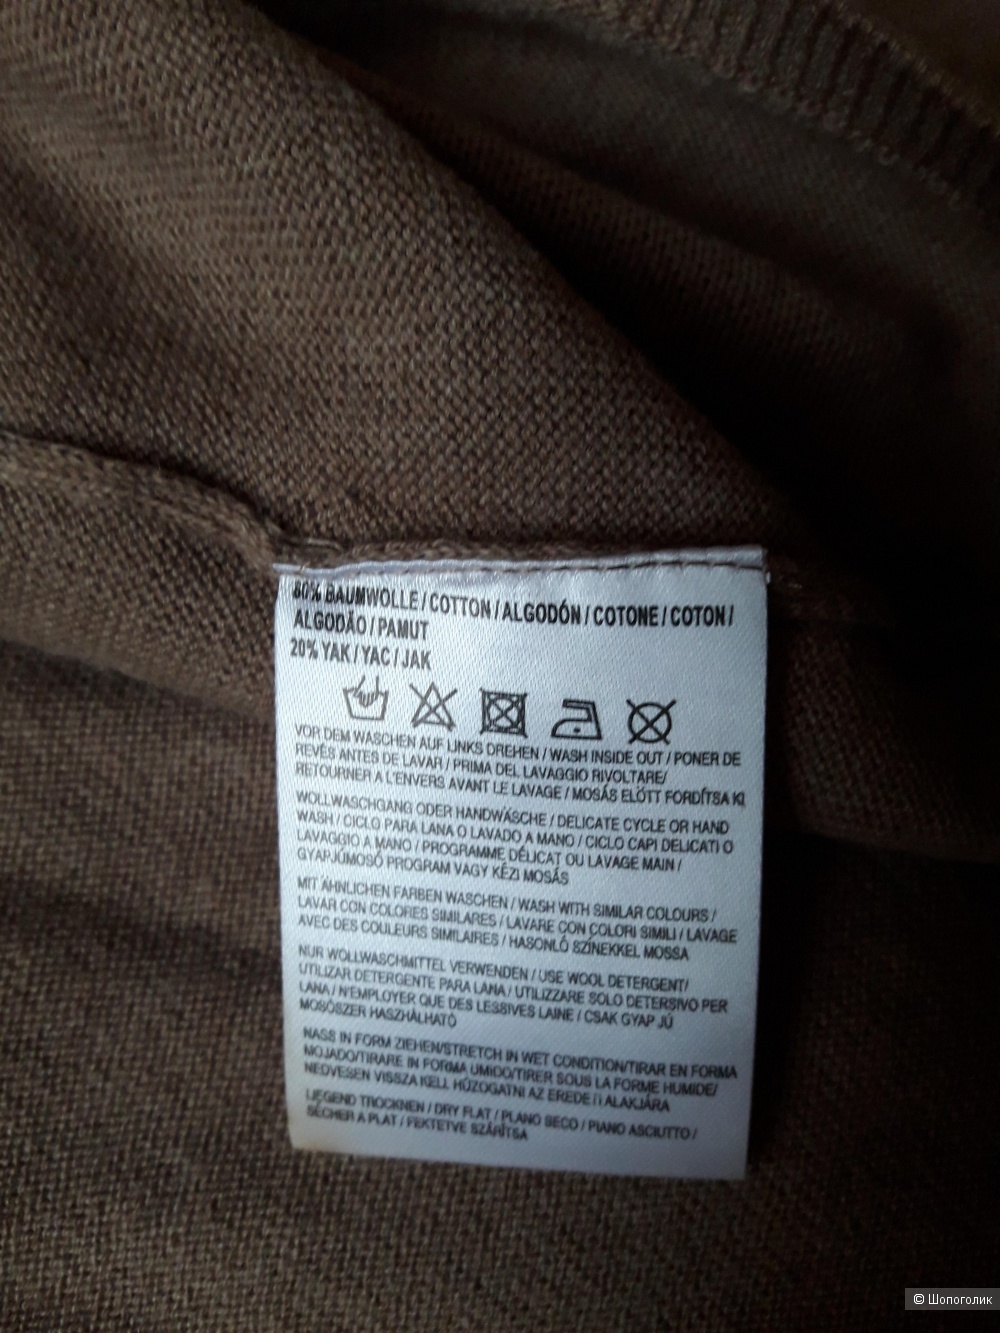 80% BAUMWOLLE / COTTON / ALGODÓN / COTONE / COTON /
ALGODÃO / PAMUT
20% YAK / YAC / JAK
VOR DEM WASCHEN AUF LINKS DREHEN / WASH INSIDE OUT / PONER DE
REVÉS ANTES DE LAVAR / PRIMA DEL LAVAGGIO RIVOLTARE/
RETOURNER A L'ENVERS AVANT LE LAVAGE / MOSÁS ELÖTT FORDÍTSA KI
WOLLWASCHGANG ODER HANDWÄSCHE / DELICATE CYCLE OR HAND
WASH / CICLO PARA LANA O LAVADO A MANO / CICLO CAPI DELICATI O
LAVAGGIO A MANO / PROGRAMME DÉLICAT OU LAVAGE MAIN /
GYAPJÚMOSÓ PROGRAM VAGY KÉZI MOSÁS
MIT ÄHNLICHEN FARBEN WASCHEN / WASH WITH SIMILAR COLOURS /
LAVAR CON COLORES SIMILARES / LAVARE CON COLORI SIMILI / LAVAGE
AVEC DES COULEURS SIMILAIRES / HASONLÓ SZÍNEKKEL MOSSA
NUR WOLLWASCHMITTEL VERWENDEN / USE WOOL DETERGENT/
UTILIZAR DETERGENTE PARA LANA / UTILIZZARE SOLO DETERSIVO PER
LANA / N'EMPLOYER QUE DES LESSIVES LAINE / CSAK GYAP JÚ
MOSÓSZER HASZHÁLHATÓ
NASS IN FORM ZIEHEN/STRETCH IN WET CONDITION/TIRAR EN FORMA
MOJADO/TIRARE IN FORMA UMIDO/TIRER SOUS LA FORME HUMIDE/
NEDVESEN VISSZA KELL HÚZOGATNI AZ EREDETI ALAKJÁRA
LIEGEND TROCKNEN / DRY FLAT / PLANO SECO / PIANO ASCIUTTO /
SÉCHER A PLAT / FEKTETVE SZÁRÍTSA
© Шопоголик